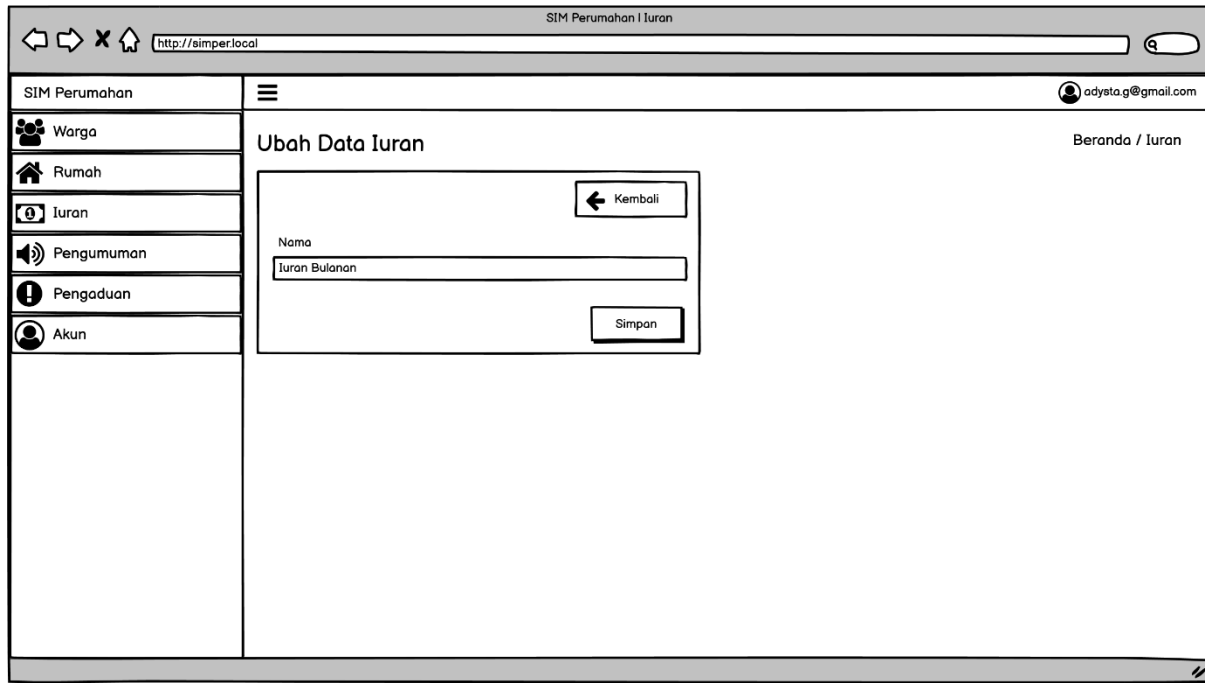 SIM Perumahan | Iuran
http://simper.local
SIM Perumahan
adysta.g@gmail.com
Warga
Rumah
Iuran
Pengumuman
Pengaduan
Akun
Ubah Data Iuran
Beranda / Iuran
Kembali
Nama
Iuran Bulanan
Simpan